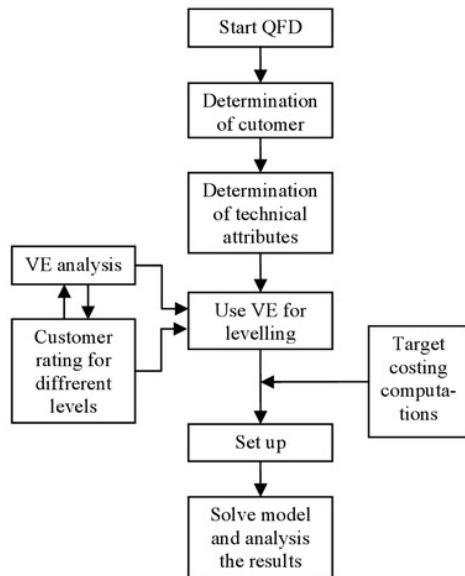 Start QFD
Determination
of cutomer
Determination
of technical
attributes
VE analysis
Use VE for
levelling
Customer
rating for
diffrerent
levels
Target
costing
computa-
tions
Set up
Solve model
and analysis
the results